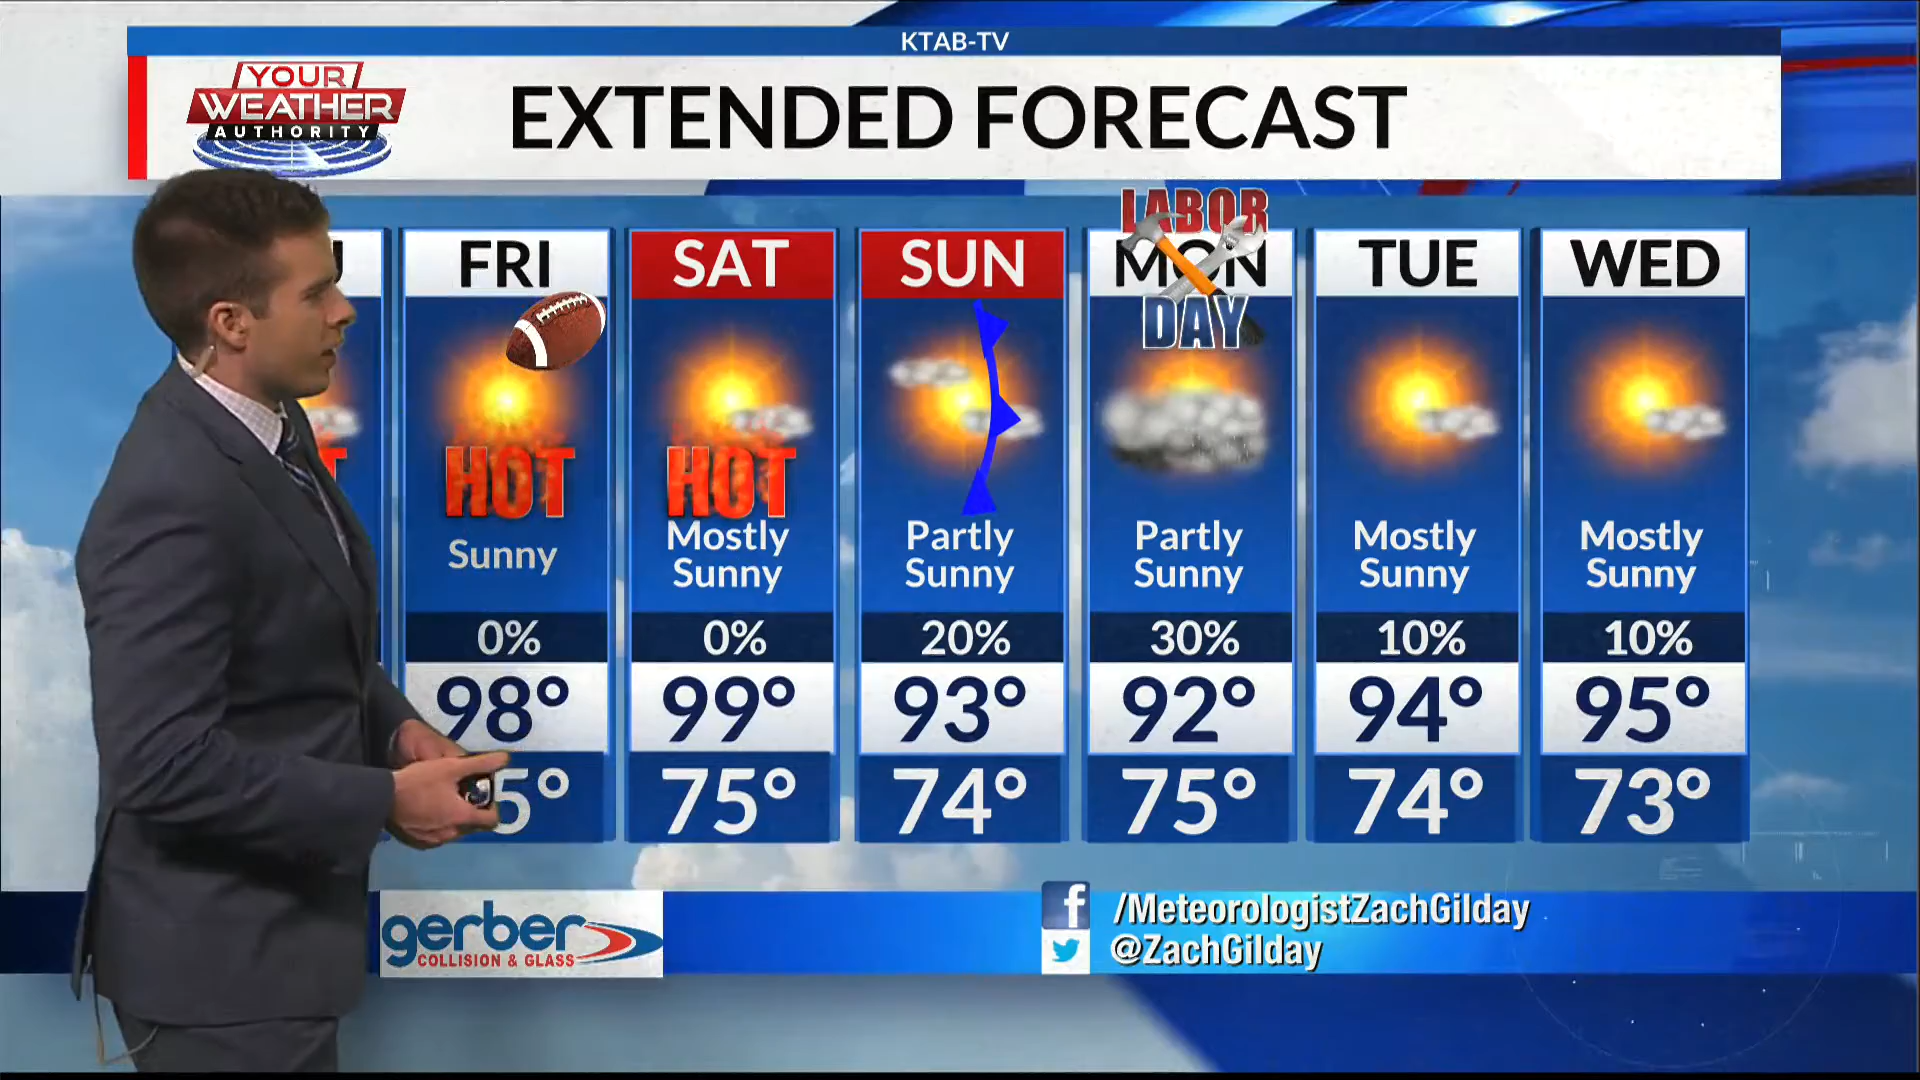 KTAB-TV
YOUR
WEATHER
AUTHORITY
EXTENDED FORECAST
LABOR
FRI SAT SUN MON TUE WED
DAY
HOT HOT
Sunny Mostly Partly Partly Mostly Mostly
Sunny Sunny Sunny Sunny Sunny
0% 0% 20% 30% 10% 10%
98° 99° 93° 92° 94° 95°
5° 75° 74° 75° 74° 73°
gerber
COLLISION & GLASS
f /MeteorologistZachGilday
@ZachGilday